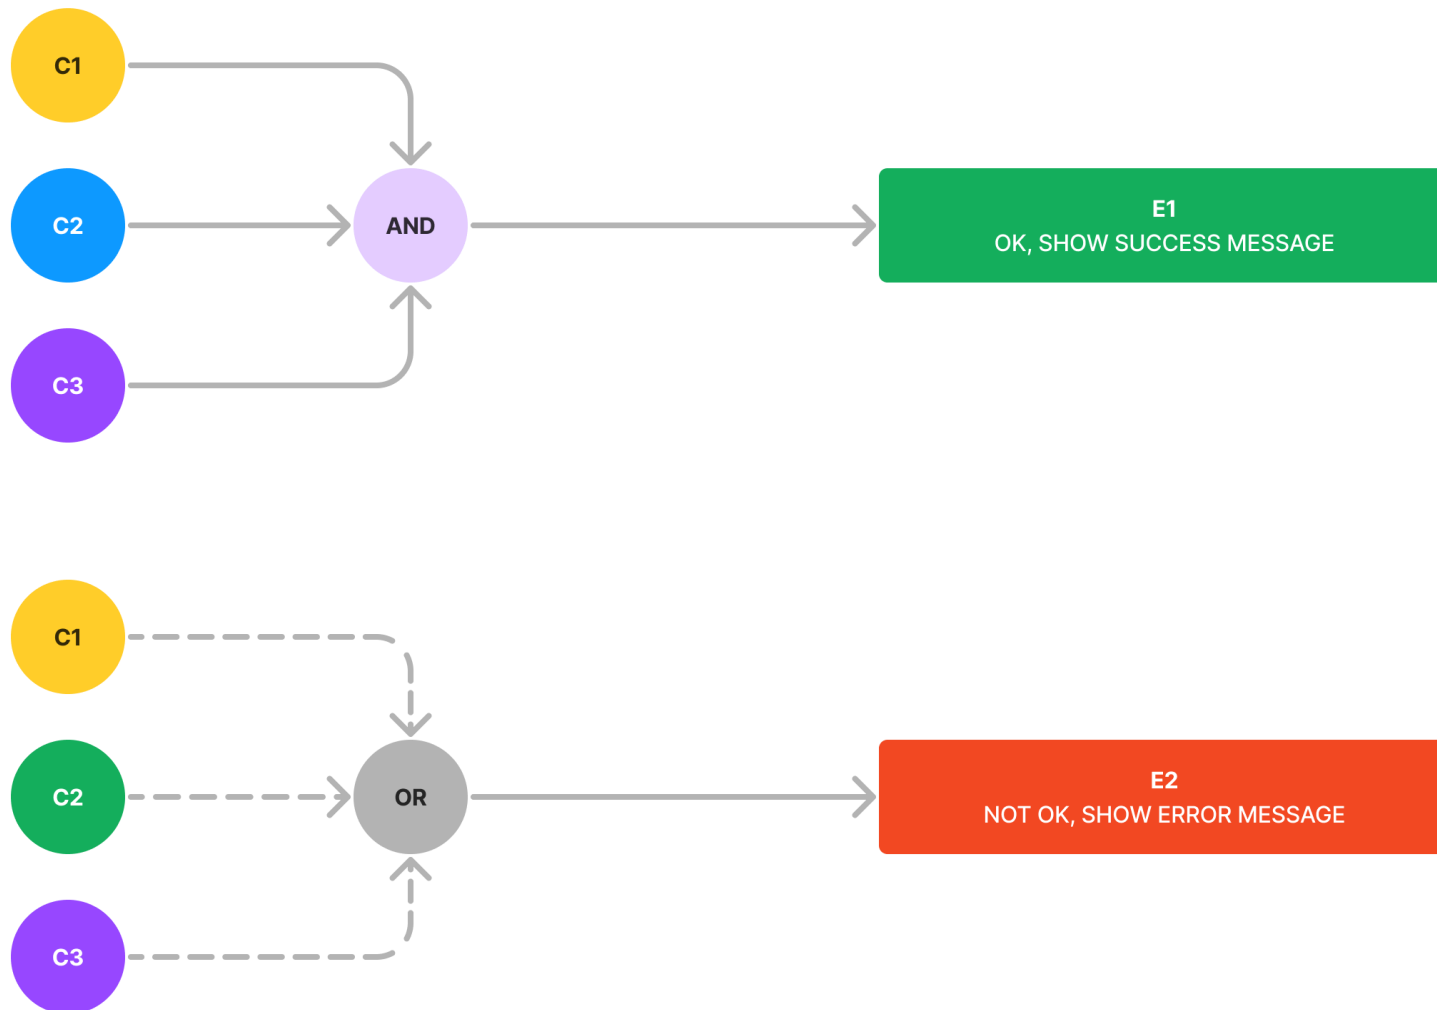 C1
C2
AND
E1
OK, SHOW SUCCESS MESSAGE
C3
C1
C2
OR
E2
NOT OK, SHOW ERROR MESSAGE
C3